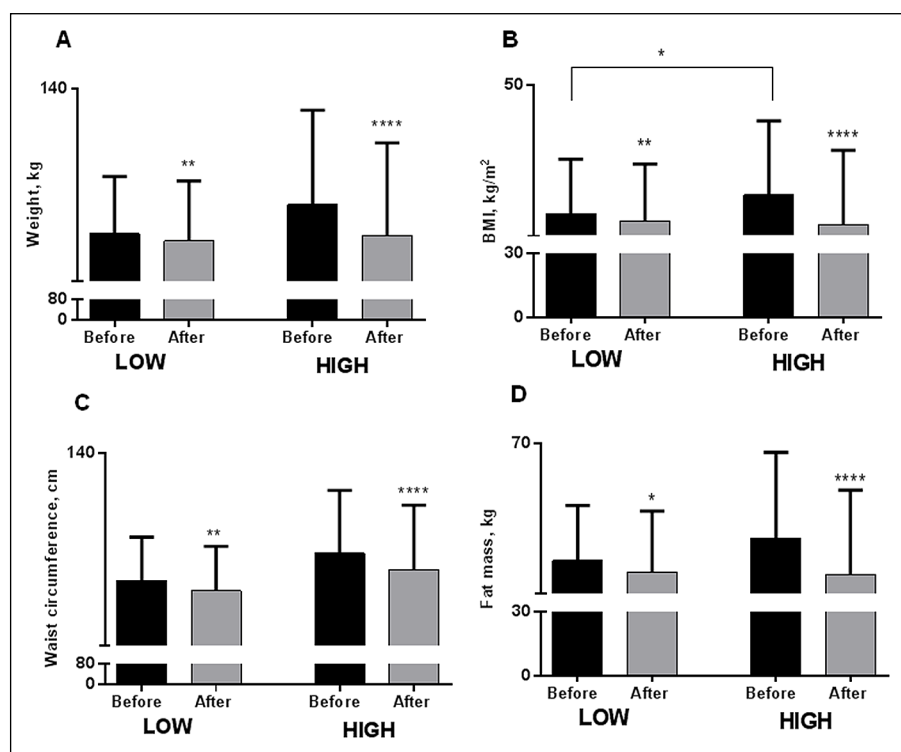 A
Weight, kg
140
80
0
**
****
Before After Before After
LOW HIGH
B
BMI, kg/m²
50
30
0
*
**
****
Before After Before After
LOW HIGH
C
Waist circumference, cm
140
80
0
**
****
Before After Before After
LOW HIGH
D
Fat mass, kg
70
30
0
*
****
Before After Before After
LOW HIGH